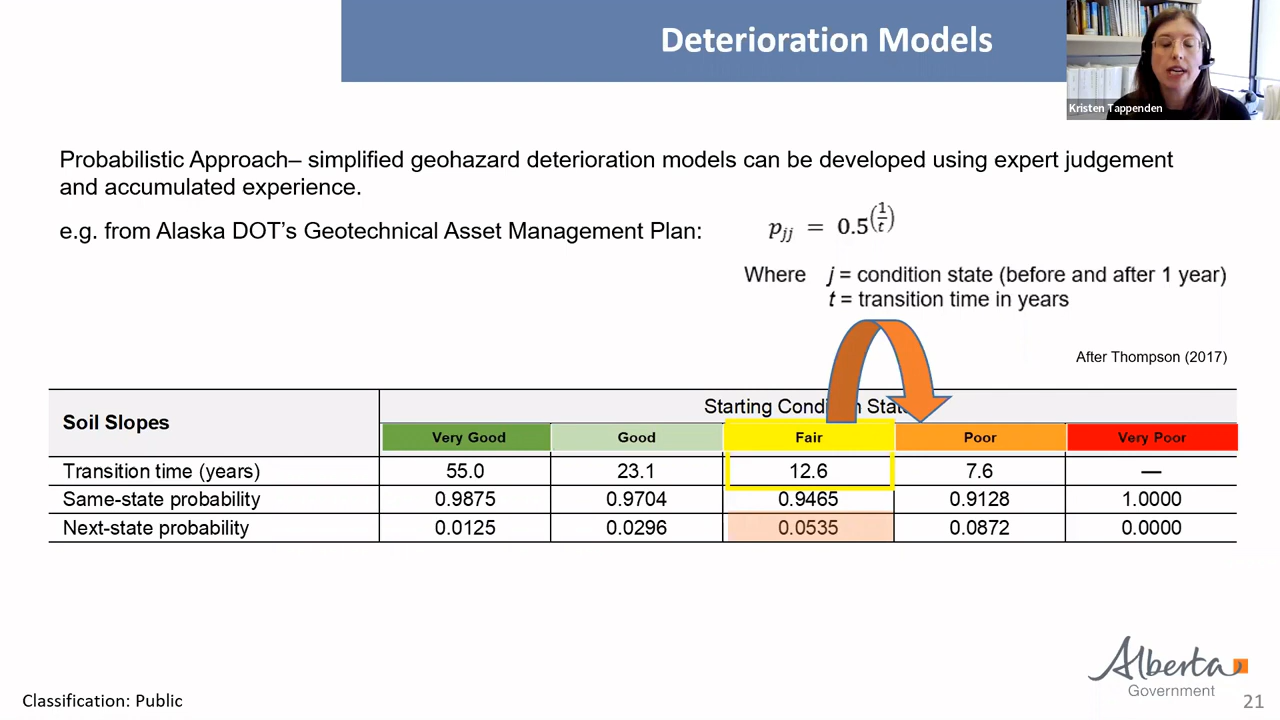 Deterioration Models
Kristen Tappenden
Probabilistic Approach– simplified geohazard deterioration models can be developed using expert judgement
and accumulated experience.
e.g. from Alaska DOT's Geotechnical Asset Management Plan:
p_jj = 0.5^(1/t)
Where j = condition state (before and after 1 year)
t = transition time in years
After Thompson (2017)
Soil Slopes
Starting Condition State
Very Good Good Fair Poor Very Poor
Transition time (years) 55.0 23.1 12.6 7.6 —
Same-state probability 0.9875 0.9704 0.9465 0.9128 1.0000
Next-state probability 0.0125 0.0296 0.0535 0.0872 0.0000
Alberta
Government
Classification: Public
21